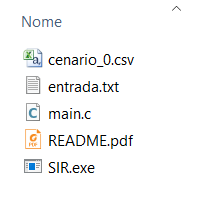 Nome
cenario_0.csv
entrada.txt
main.c
README.pdf
SIR.exe